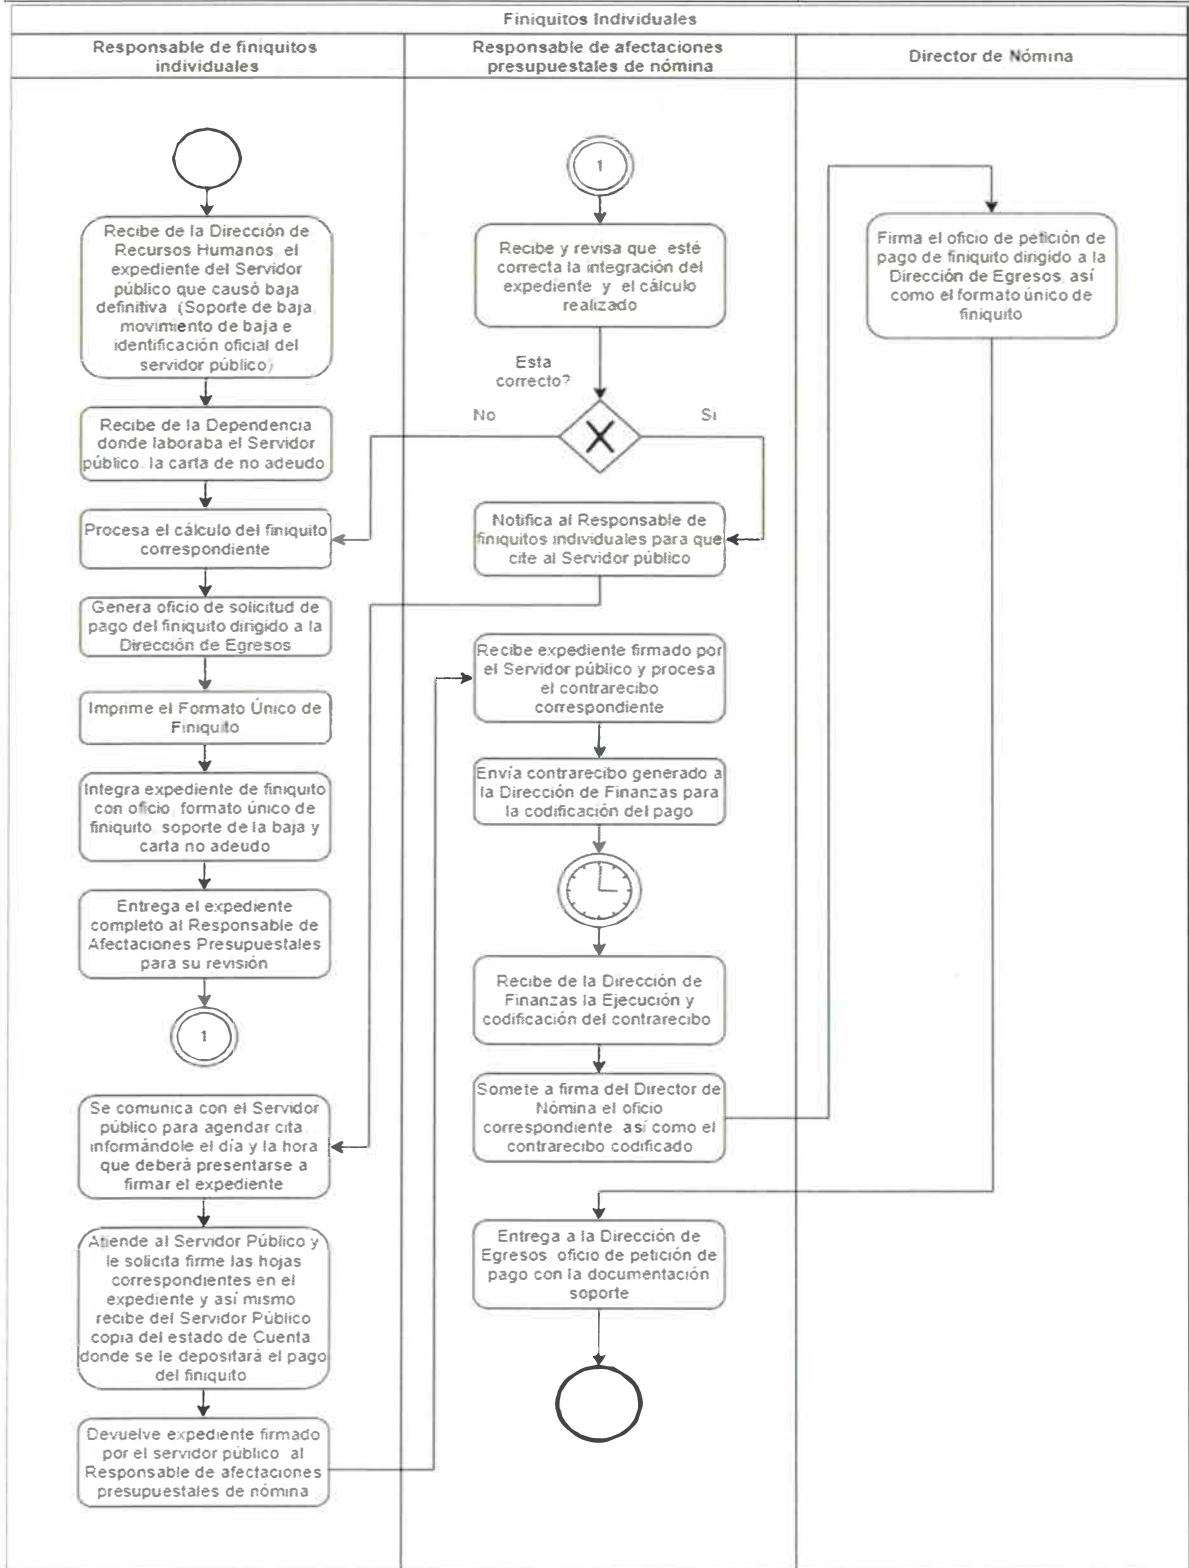 Finiquitos Individuales
Responsable de finiquitos
individuales
Responsable de afectaciones
presupuestales de nómina
Director de Nómina
Recibe de la Dirección de
Recursos Humanos el
expediente del Servidor
público que causó baja
definitiva (Soporte de baja
movimiento de baja e
identificación oficial del
servidor público)
Recibe de la Dependencia
donde laboraba el Servidor
público la carta de no adeudo
Procesa el cálculo del finiquito
correspondiente
Genera oficio de solicitud de
pago del finiquito dirigido a la
Dirección de Egresos
Imprime el Formato Único de
Finiquito
Integra expediente de finiquito
con oficio formato único de
finiquito soporte de la baja y
carta no adeudo
Entrega el expediente
completo al Responsable de
Afectaciones Presupuestales
para su revisión
1
Se comunica con el Servidor
público para agendar cita
informándole el día y la hora
que deberá presentarse a
firmar el expediente
Atiende al Servidor Público y
le solicita firme las hojas
correspondientes en el
expediente y así mismo
recibe del Servidor Público
copia del estado de Cuenta
donde se le depositará el pago
del finiquito
Devuelve expediente firmado
por el servidor público al
Responsable de afectaciones
presupuestales de nómina
1
Recibe y revisa que esté
correcta la integración del
expediente y el cálculo
realizado
Esta
correcto?
No
Si
Notifica al Responsable de
finiquitos individuales para que
cite al Servidor público
Recibe expediente firmado por
el Servidor público y procesa
el contrarecibo
correspondiente
Envía contrarecibo generado a
la Dirección de Finanzas para
la codificación del pago
Recibe de la Dirección de
Finanzas la Ejecución y
codificación del contrarecibo
Somete a firma del Director de
Nómina el oficio
correspondiente así como el
contrarecibo codificado
Entrega a la Dirección de
Egresos oficio de petición de
pago con la documentación
soporte
Firma el oficio de petición de
pago de finiquito dirigido a la
Dirección de Egresos así
como el formato único de
finiquito